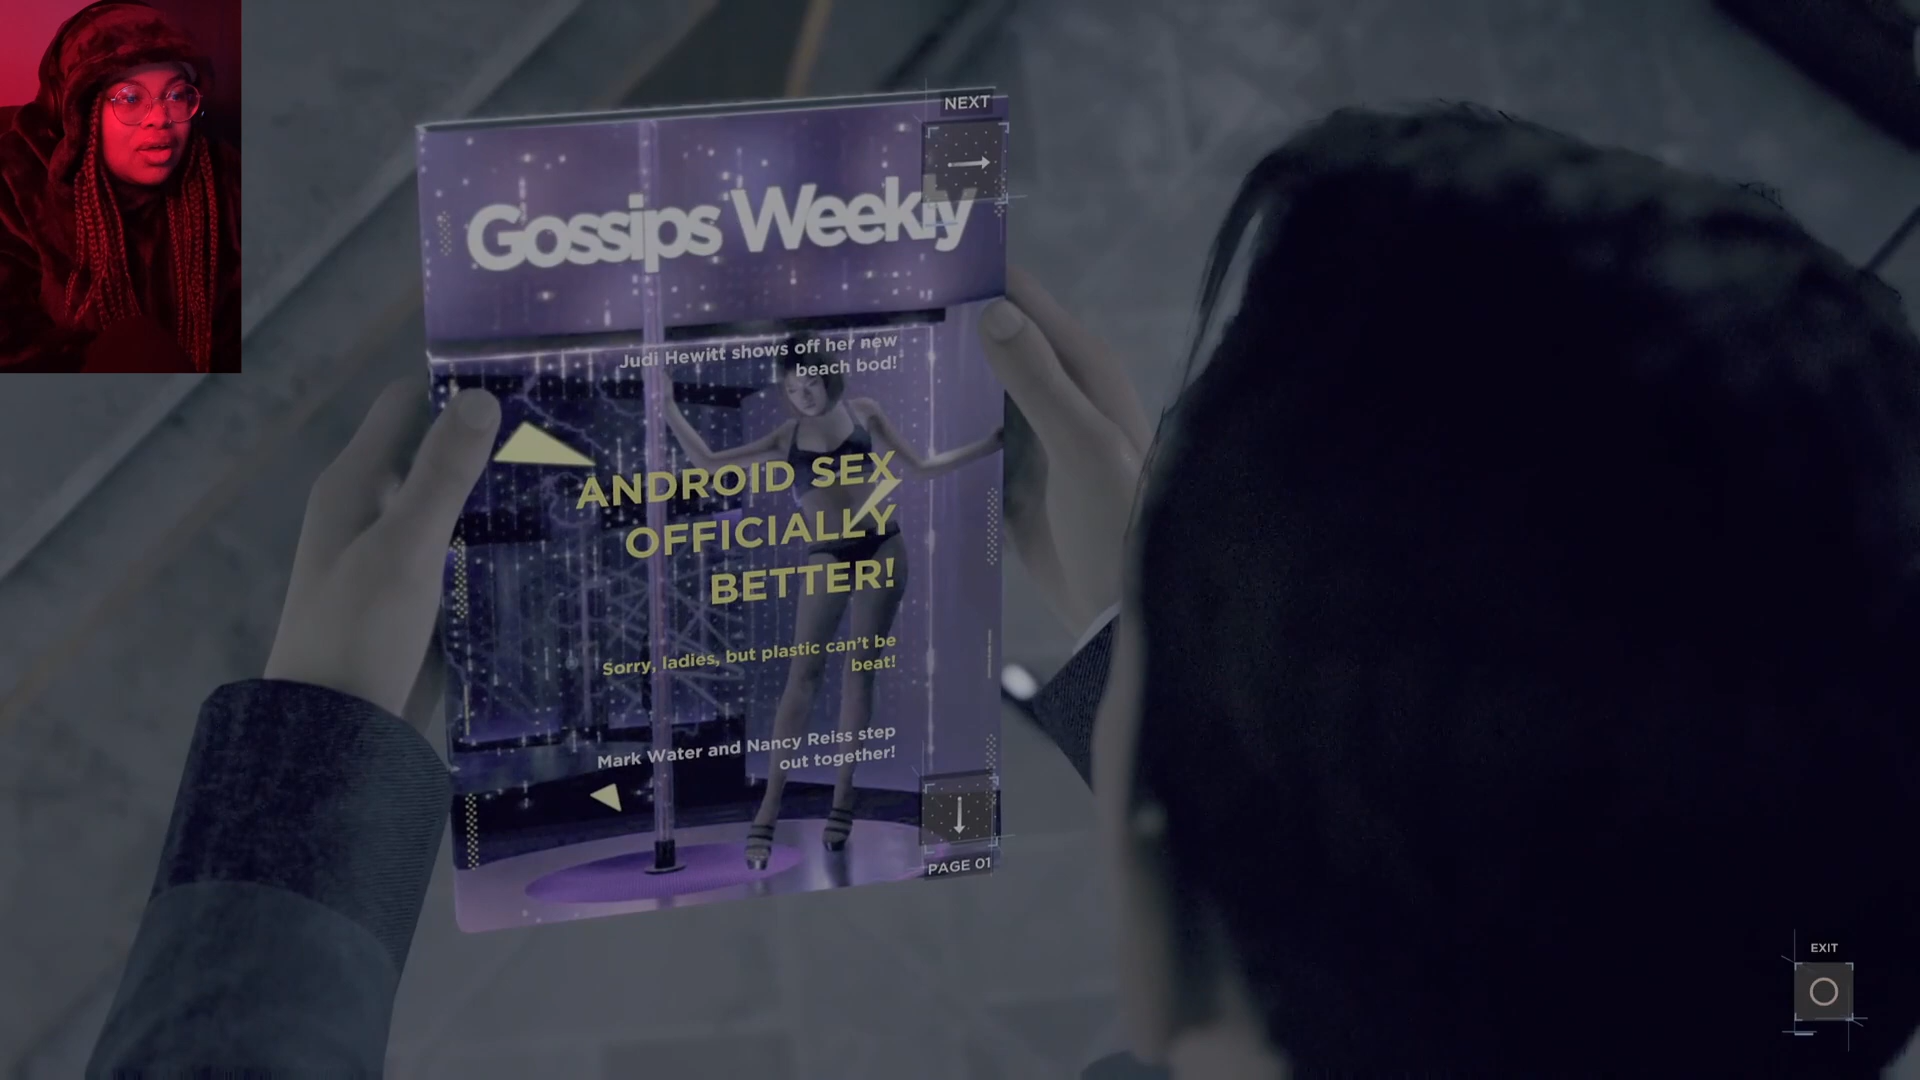 NEXT
Gossips Weekly
Judi Hewitt shows off her new
beach bod!
ANDROID SEX
OFFICIALLY
BETTER!
Sorry, ladies, but plastic can't be
beat!
Mark Water and Nancy Reiss step
out together!
PAGE 01
EXIT